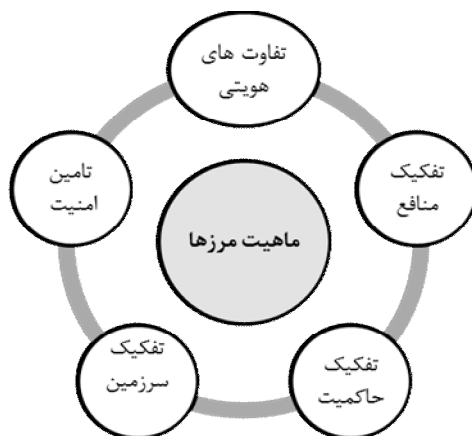 تفاوت های
هویتی
تفکیک
منافع
تامین
امنیت
ماهیت مرزها
تفکیک
حاکمیت
تفکیک
سرزمین